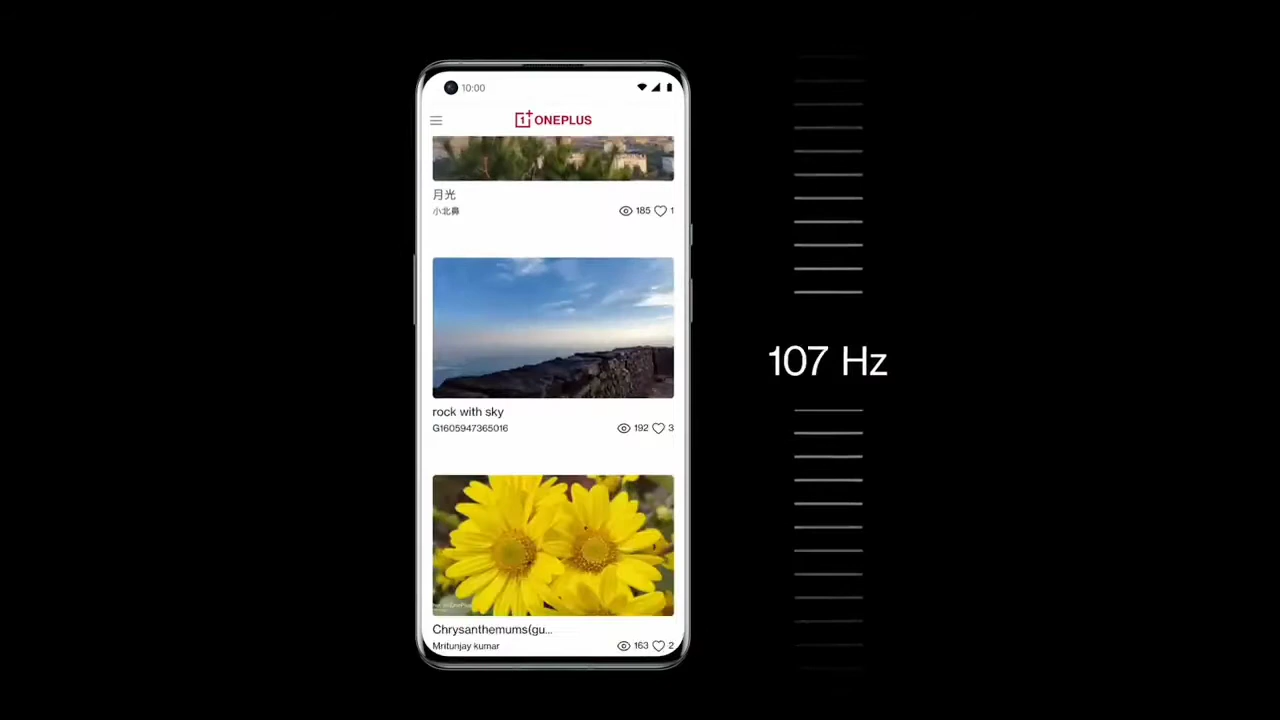 10:00
ONEPLUS
月光
小北鼻
185 1
107 Hz
rock with sky
G1605947365016
192 3
Chrysanthemums(gu...
Mritunjay kumar
163 2